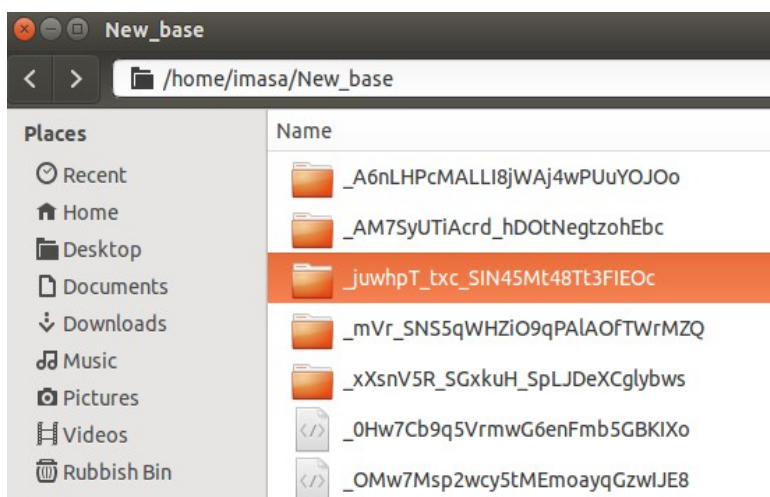 New_base
/home/imasa/New_base
Places
Recent
Home
Desktop
Documents
Downloads
Music
Pictures
Videos
Rubbish Bin
Name
_A6nLHPcMALLI8jWAj4wPUuYOJOo
_AM7SyUTiAcrd_hDOtNegtzohEbc
_juwhpT_txc_SIN45Mt48Tt3FIEOc
_mVr_SNS5qWHZiO9qPAlAOfTWrMZQ
_xXsnV5R_SGxkuH_SpLJDeXCglybws
_0Hw7Cb9q5VrmwG6enFmb5GBKIXo
_OMw7Msp2wcy5tMEmoayqGzwIJE8